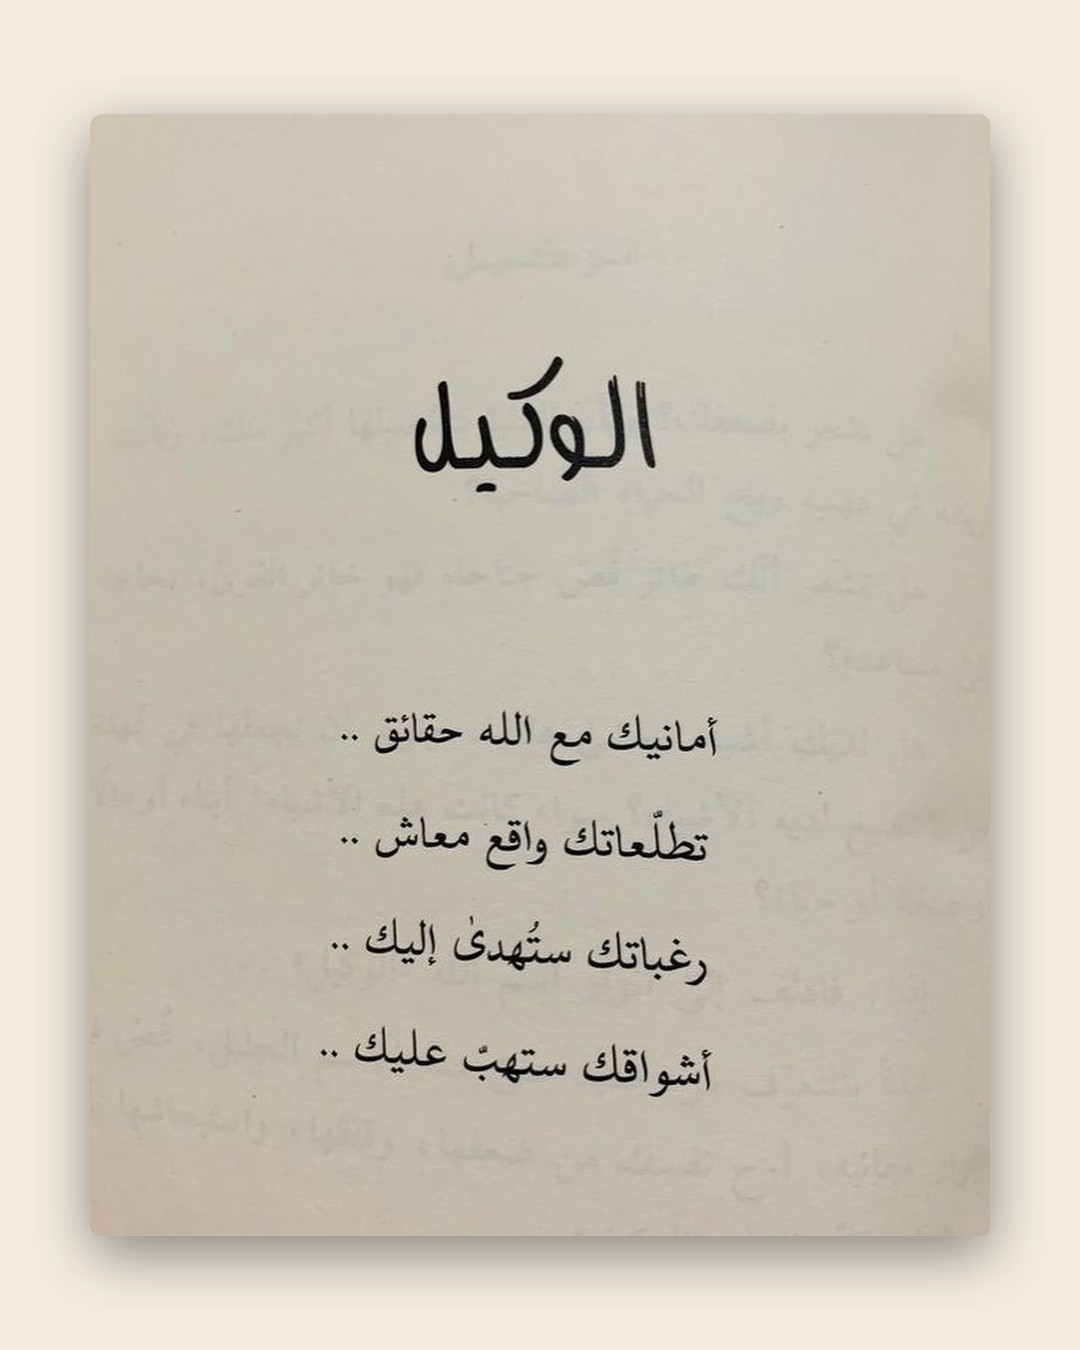 الوكيل
أمانيك مع الله حقائق ..
تطلّعاتك واقع معاش ..
رغباتك ستُهدىٰ إليك ..
أشواقك ستهبّ عليك ..